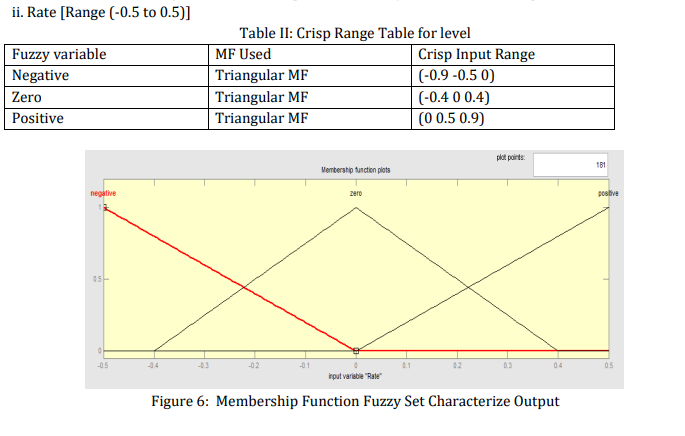 ii. Rate [Range (-0.5 to 0.5)]
Table II: Crisp Range Table for level
Fuzzy variable MF Used Crisp Input Range
Negative Triangular MF (-0.9 -0.5 0)
Zero Triangular MF (-0.4 0 0.4)
Positive Triangular MF (0 0.5 0.9)
plot points: 181
Membership function plots
negative zero positive
1
0.5
0
-0.5 -0.4 -0.3 -0.2 -0.1 0 0.1 0.2 0.3 0.4 0.5
input variable "Rate"
Figure 6: Membership Function Fuzzy Set Characterize Output